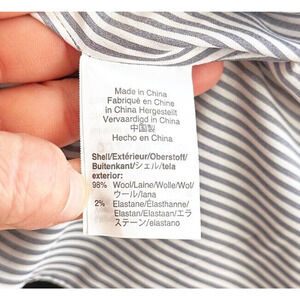 Made in China
Fabriqué en Chine
in China Hergestellt
Vervaardigd in China
中国製
Hecho en China
Shell/Extérieur/Oberstoff/
Buitenkant/シェル/tela
exterior:
98% Wool/Laine/Wolle/Wol/
ウール/lana
2% Elastane/Élasthanne/
Elastan/Elastaan/エラ
ステーン/elastano